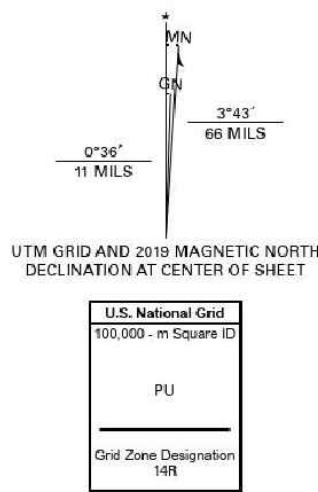 ★
MN
GN
3°43´
66 MILS
0°36´
11 MILS
UTM GRID AND 2019 MAGNETIC NORTH
DECLINATION AT CENTER OF SHEET
U.S. National Grid
100,000 - m Square ID
PU
Grid Zone Designation
14R